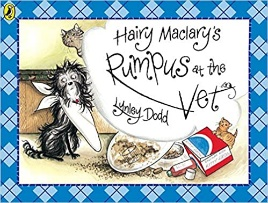 Hairy Maclary's
Rumpus at the
Vet
Lynley Dodd